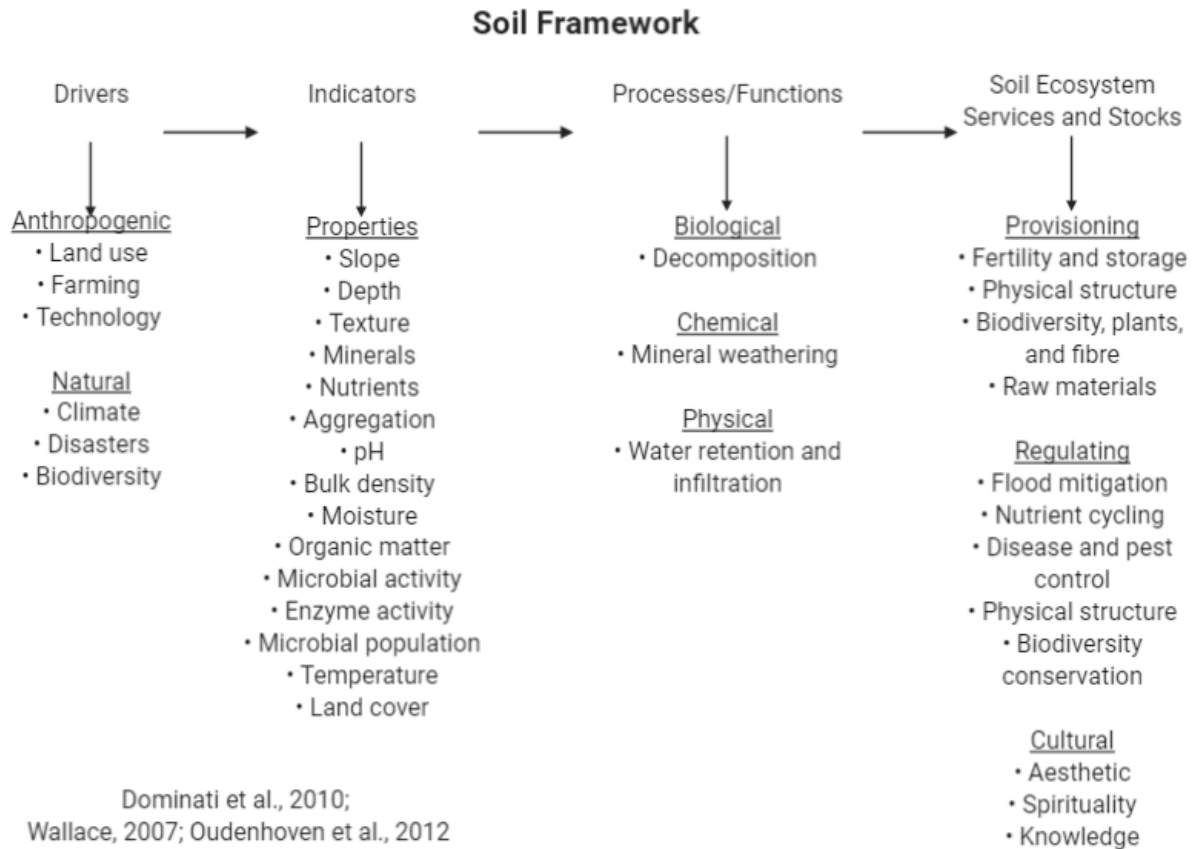 Soil Framework
Drivers
Indicators
Processes/Functions
Soil Ecosystem
Services and Stocks
Anthropogenic
• Land use
• Farming
• Technology
Natural
• Climate
• Disasters
• Biodiversity
Properties
• Slope
• Depth
• Texture
• Minerals
• Nutrients
• Aggregation
• pH
• Bulk density
• Moisture
• Organic matter
• Microbial activity
• Enzyme activity
• Microbial population
• Temperature
• Land cover
Biological
• Decomposition
Chemical
• Mineral weathering
Physical
• Water retention and
infiltration
Provisioning
• Fertility and storage
• Physical structure
• Biodiversity, plants,
and fibre
• Raw materials
Regulating
• Flood mitigation
• Nutrient cycling
• Disease and pest
control
• Physical structure
• Biodiversity
conservation
Cultural
• Aesthetic
• Spirituality
• Knowledge
Dominati et al., 2010;
Wallace, 2007; Oudenhoven et al., 2012